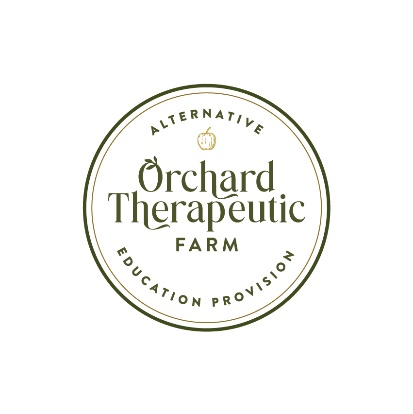 ALTERNATIVE
Orchard
Therapeutic
FARM
EDUCATION PROVISION